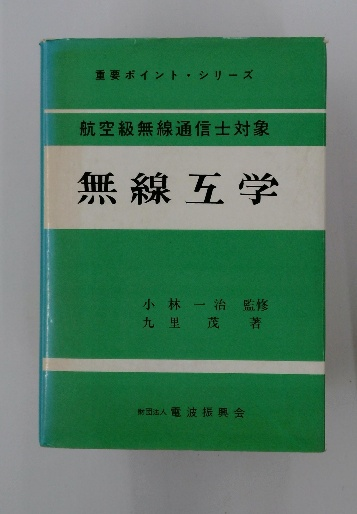 重要ポイント・シリーズ
航空級無線通信士対象
無線互学
小林一治 監修
九里 茂 著
財団法人 電波振興会